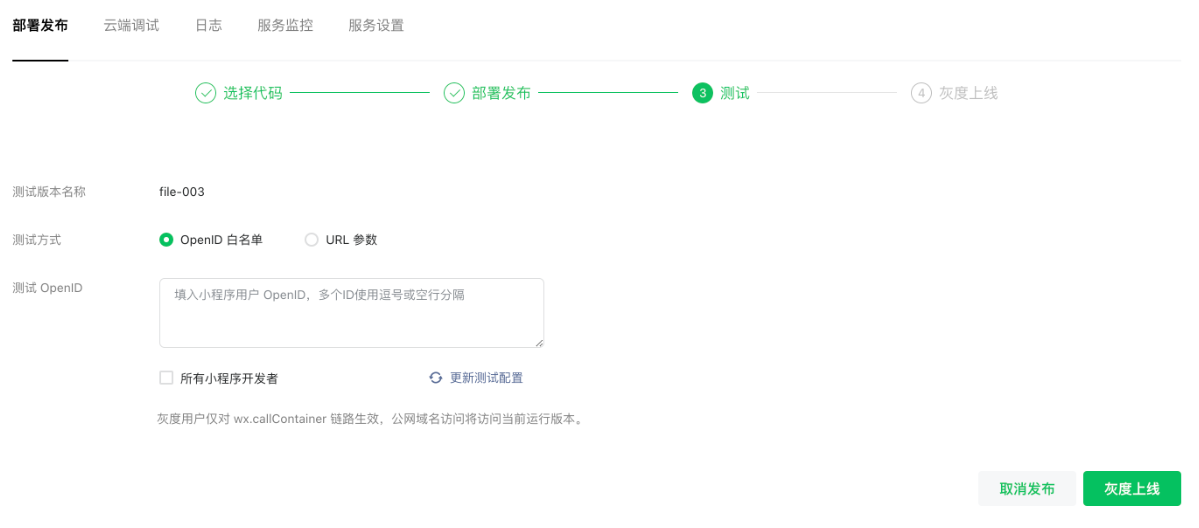 部署发布 云端调试 日志 服务监控 服务设置
选择代码 部署发布 3 测试 4 灰度上线
测试版本名称 file-003
测试方式 OpenID 白名单 URL 参数
测试 OpenID 填入小程序用户 OpenID，多个ID使用逗号或空行分隔
所有小程序开发者 更新测试配置
灰度用户仅对 wx.callContainer 链路生效，公网域名访问将访问当前运行版本。
取消发布 灰度上线